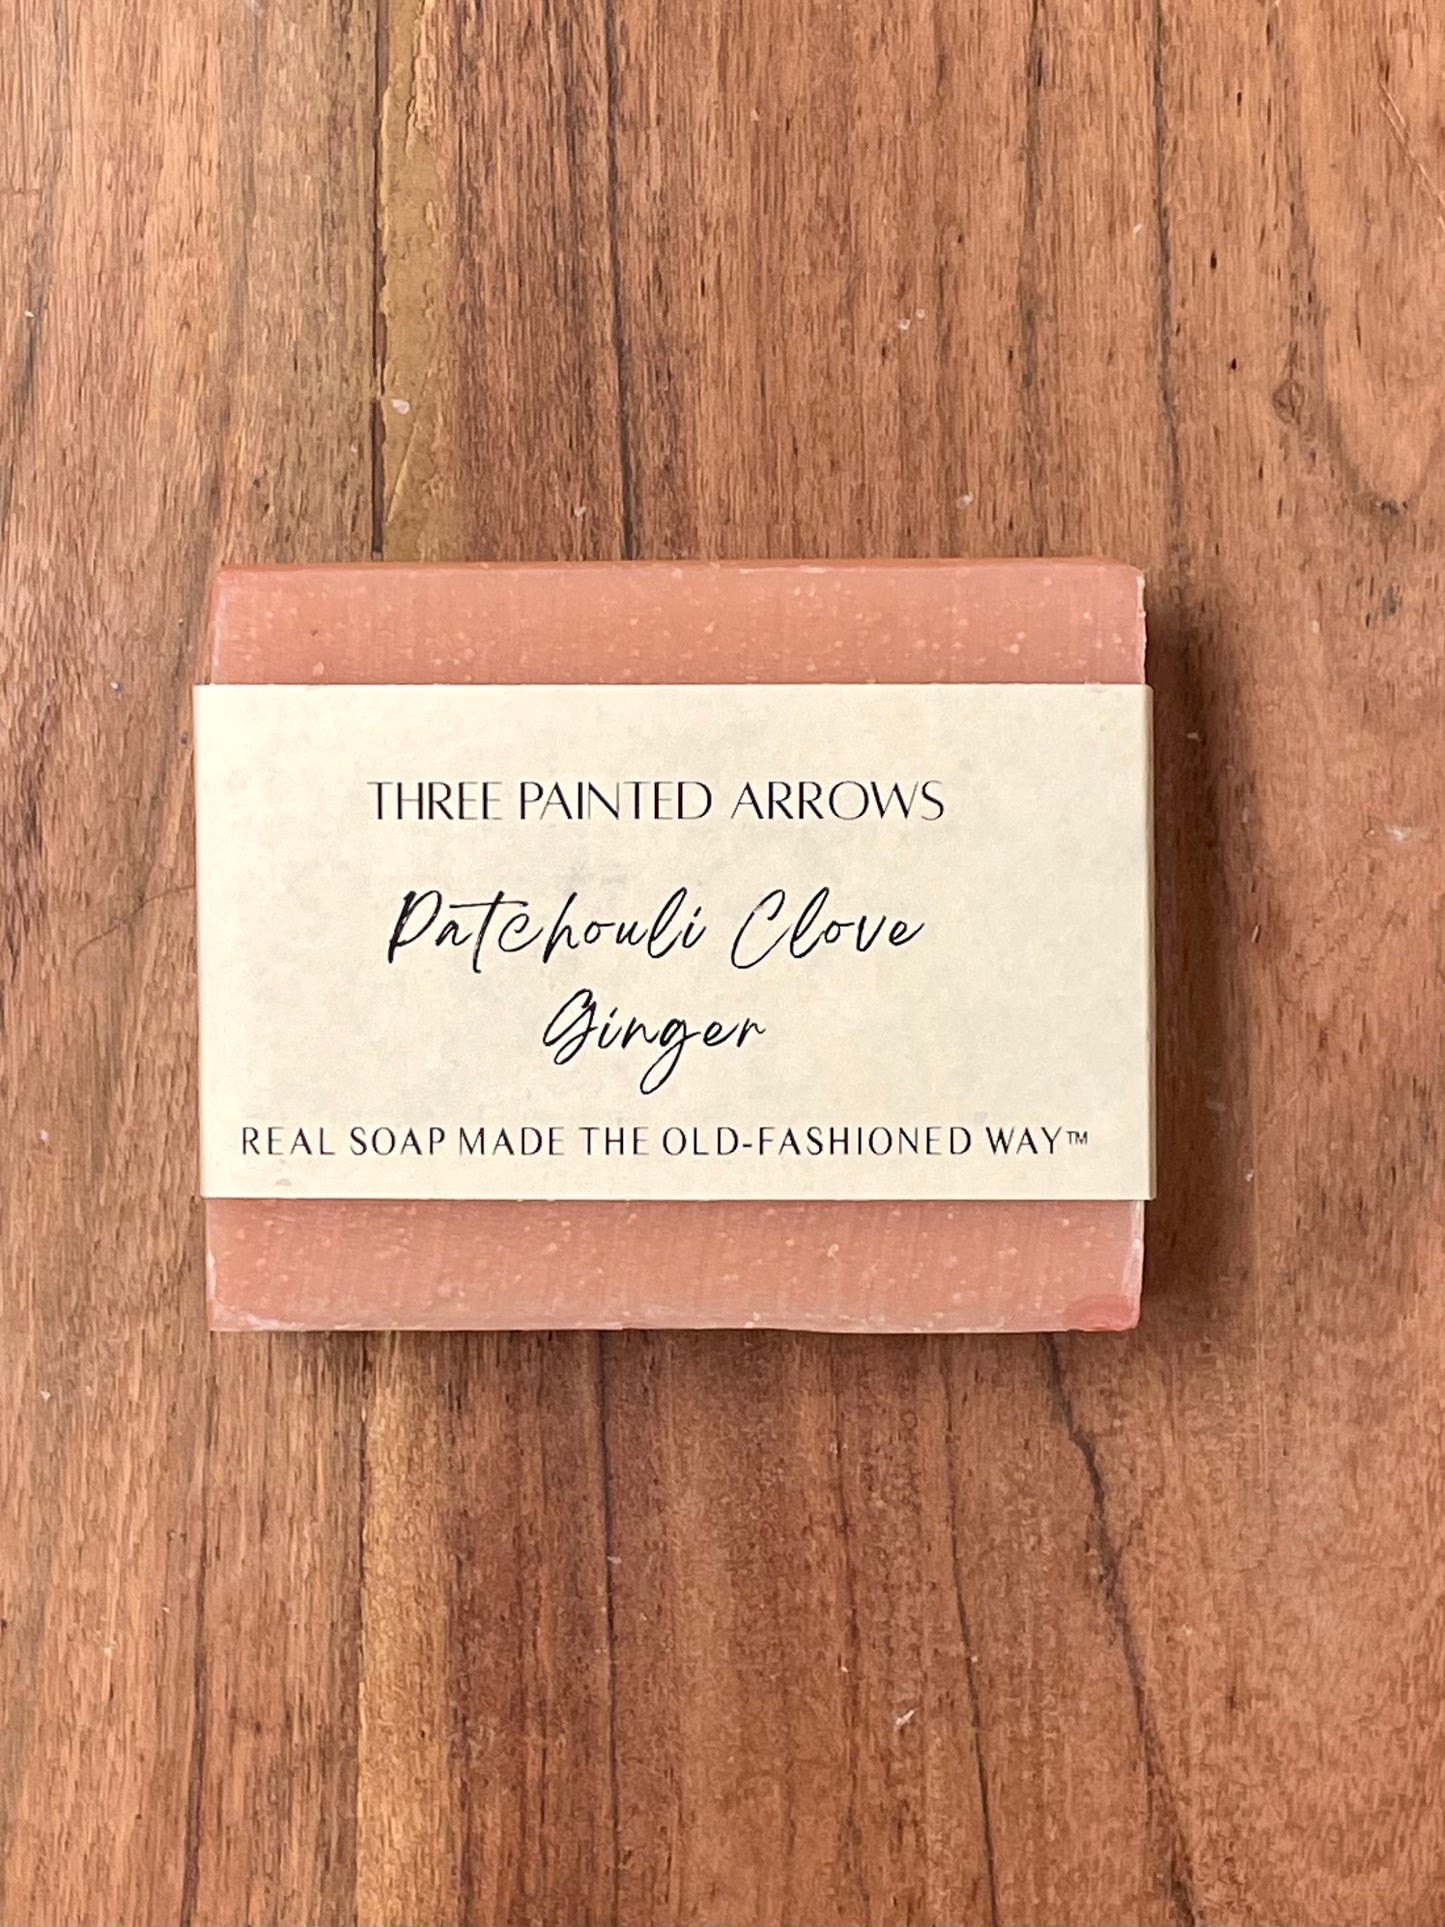 THREE PAINTED ARROWS
Patchouli Clove
Ginger
REAL SOAP MADE THE OLD-FASHIONED WAY™